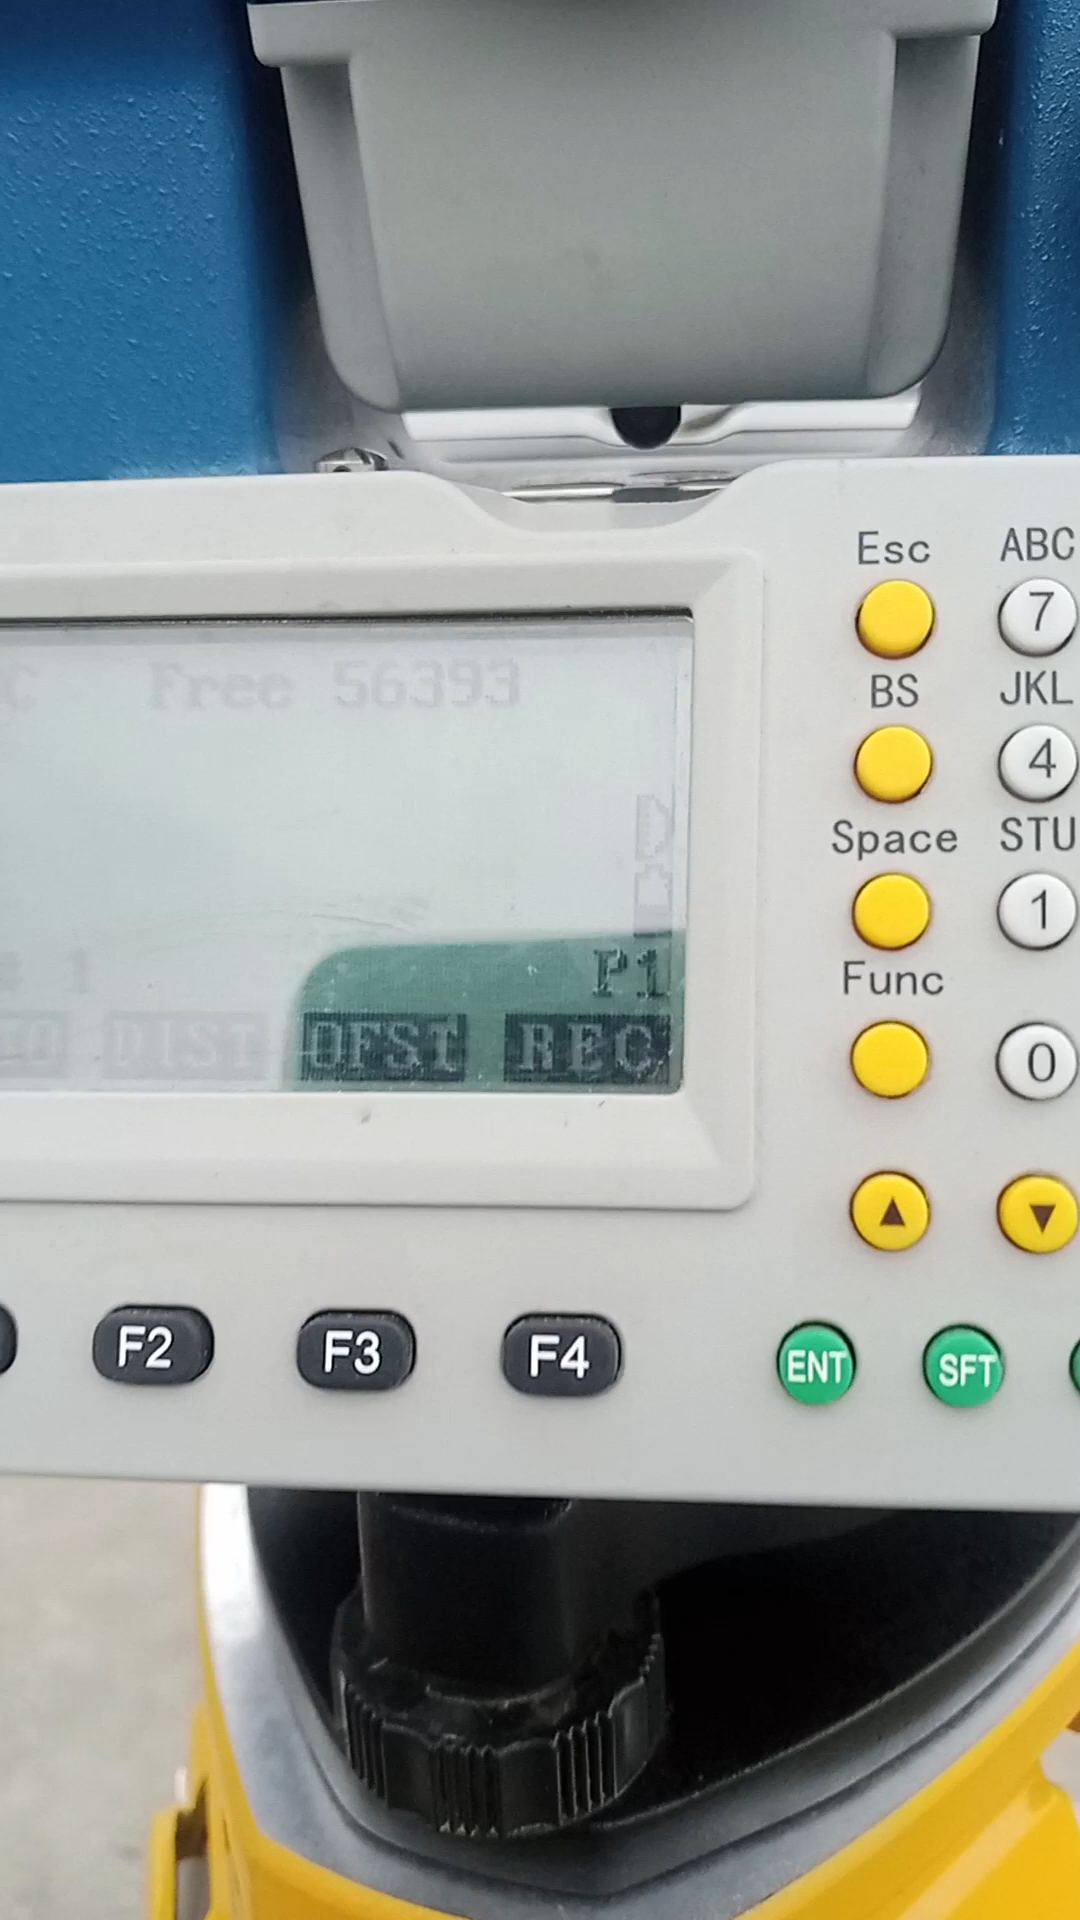 C Free 56393
1 P1
DIST OFST REC
Esc ABC
7
BS JKL
4
Space STU
1
Func
0
▲ ▼
F2 F3 F4 ENT SFT